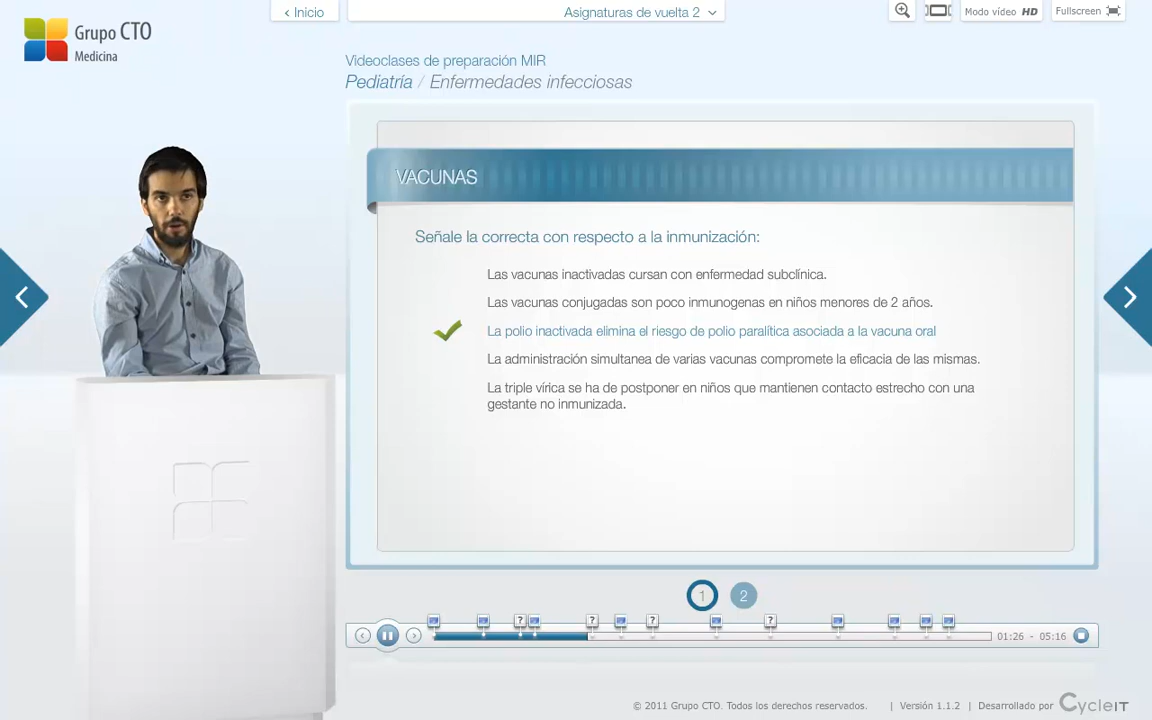 ‹ Inicio
Asignaturas de vuelta 2
Modo vídeo HD
Fullscreen
Grupo CTO
Medicina
Videoclases de preparación MIR
Pediatría / Enfermedades infecciosas
VACUNAS
Señale la correcta con respecto a la inmunización:
Las vacunas inactivadas cursan con enfermedad subclínica.
Las vacunas conjugadas son poco inmunogenas en niños menores de 2 años.
La polio inactivada elimina el riesgo de polio paralítica asociada a la vacuna oral
La administración simultanea de varias vacunas compromete la eficacia de las mismas.
La triple vírica se ha de postponer en niños que mantienen contacto estrecho con una
gestante no inmunizada.
1 2
? ? ? ?
01:26 - 05:16
© 2011 Grupo CTO. Todos los derechos reservados. | Versión 1.1.2 | Desarrollado por CycleIT